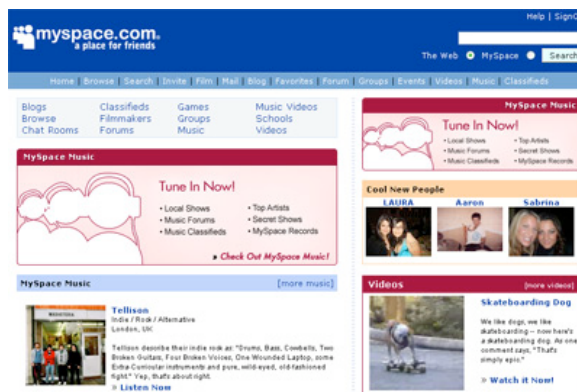 Help | Sign
myspace.com
a place for friends
The Web MySpace Search
Home | Browse | Search | Invite | Film | Mail | Blog | Favorites | Forum | Groups | Events | Videos | Music | Classifieds
Blogs Classifieds Games Music Videos
Browse Filmmakers Groups Schools
Chat Rooms Forums Music Videos
MySpace Music
Tune In Now!
• Local Shows • Top Artists
• Music Forums • Secret Shows
• Music Classifieds • MySpace Records
» Check Out MySpace Music!
MySpace Music [more music]
Tellison
Indie / Rock / Alternative
London, UK
Tellison describe their indie rock as: "Drums, Bass, Cowbells, Two
Broken Guitars, Four Broken Voices, One Wounded Laptop, some
Extra Curricular instruments and pure, wild-eyed, old-fashioned
fight." Yep, thats about right.
» Listen Now
MySpace Music
Tune In Now!
• Local Shows • Top Artists
• Music Forums • Secret Shows
• Music Classifieds • MySpace Records
Cool New People
LAURA Aaron Sabrina
Videos [more videos]
Skateboarding Dog
We like dogs, we like
skateboarding -- now here's
a skateboarding dog. As one
comment says, "Thats
simply epic."
» Watch it Now!